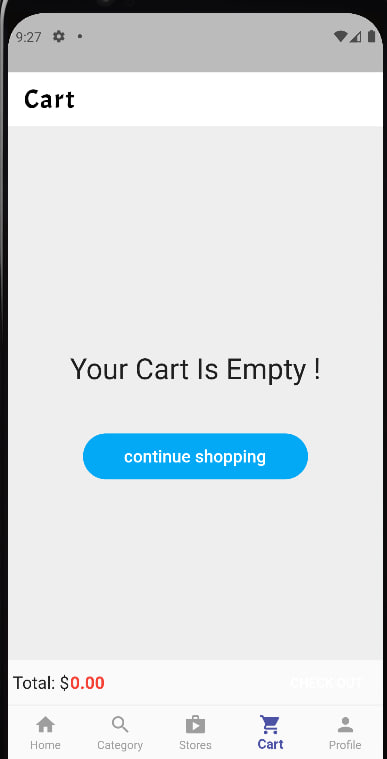 9:27
Cart
Your Cart Is Empty !
continue shopping
Total: $0.00 CHECK OUT
Home Category Stores Cart Profile